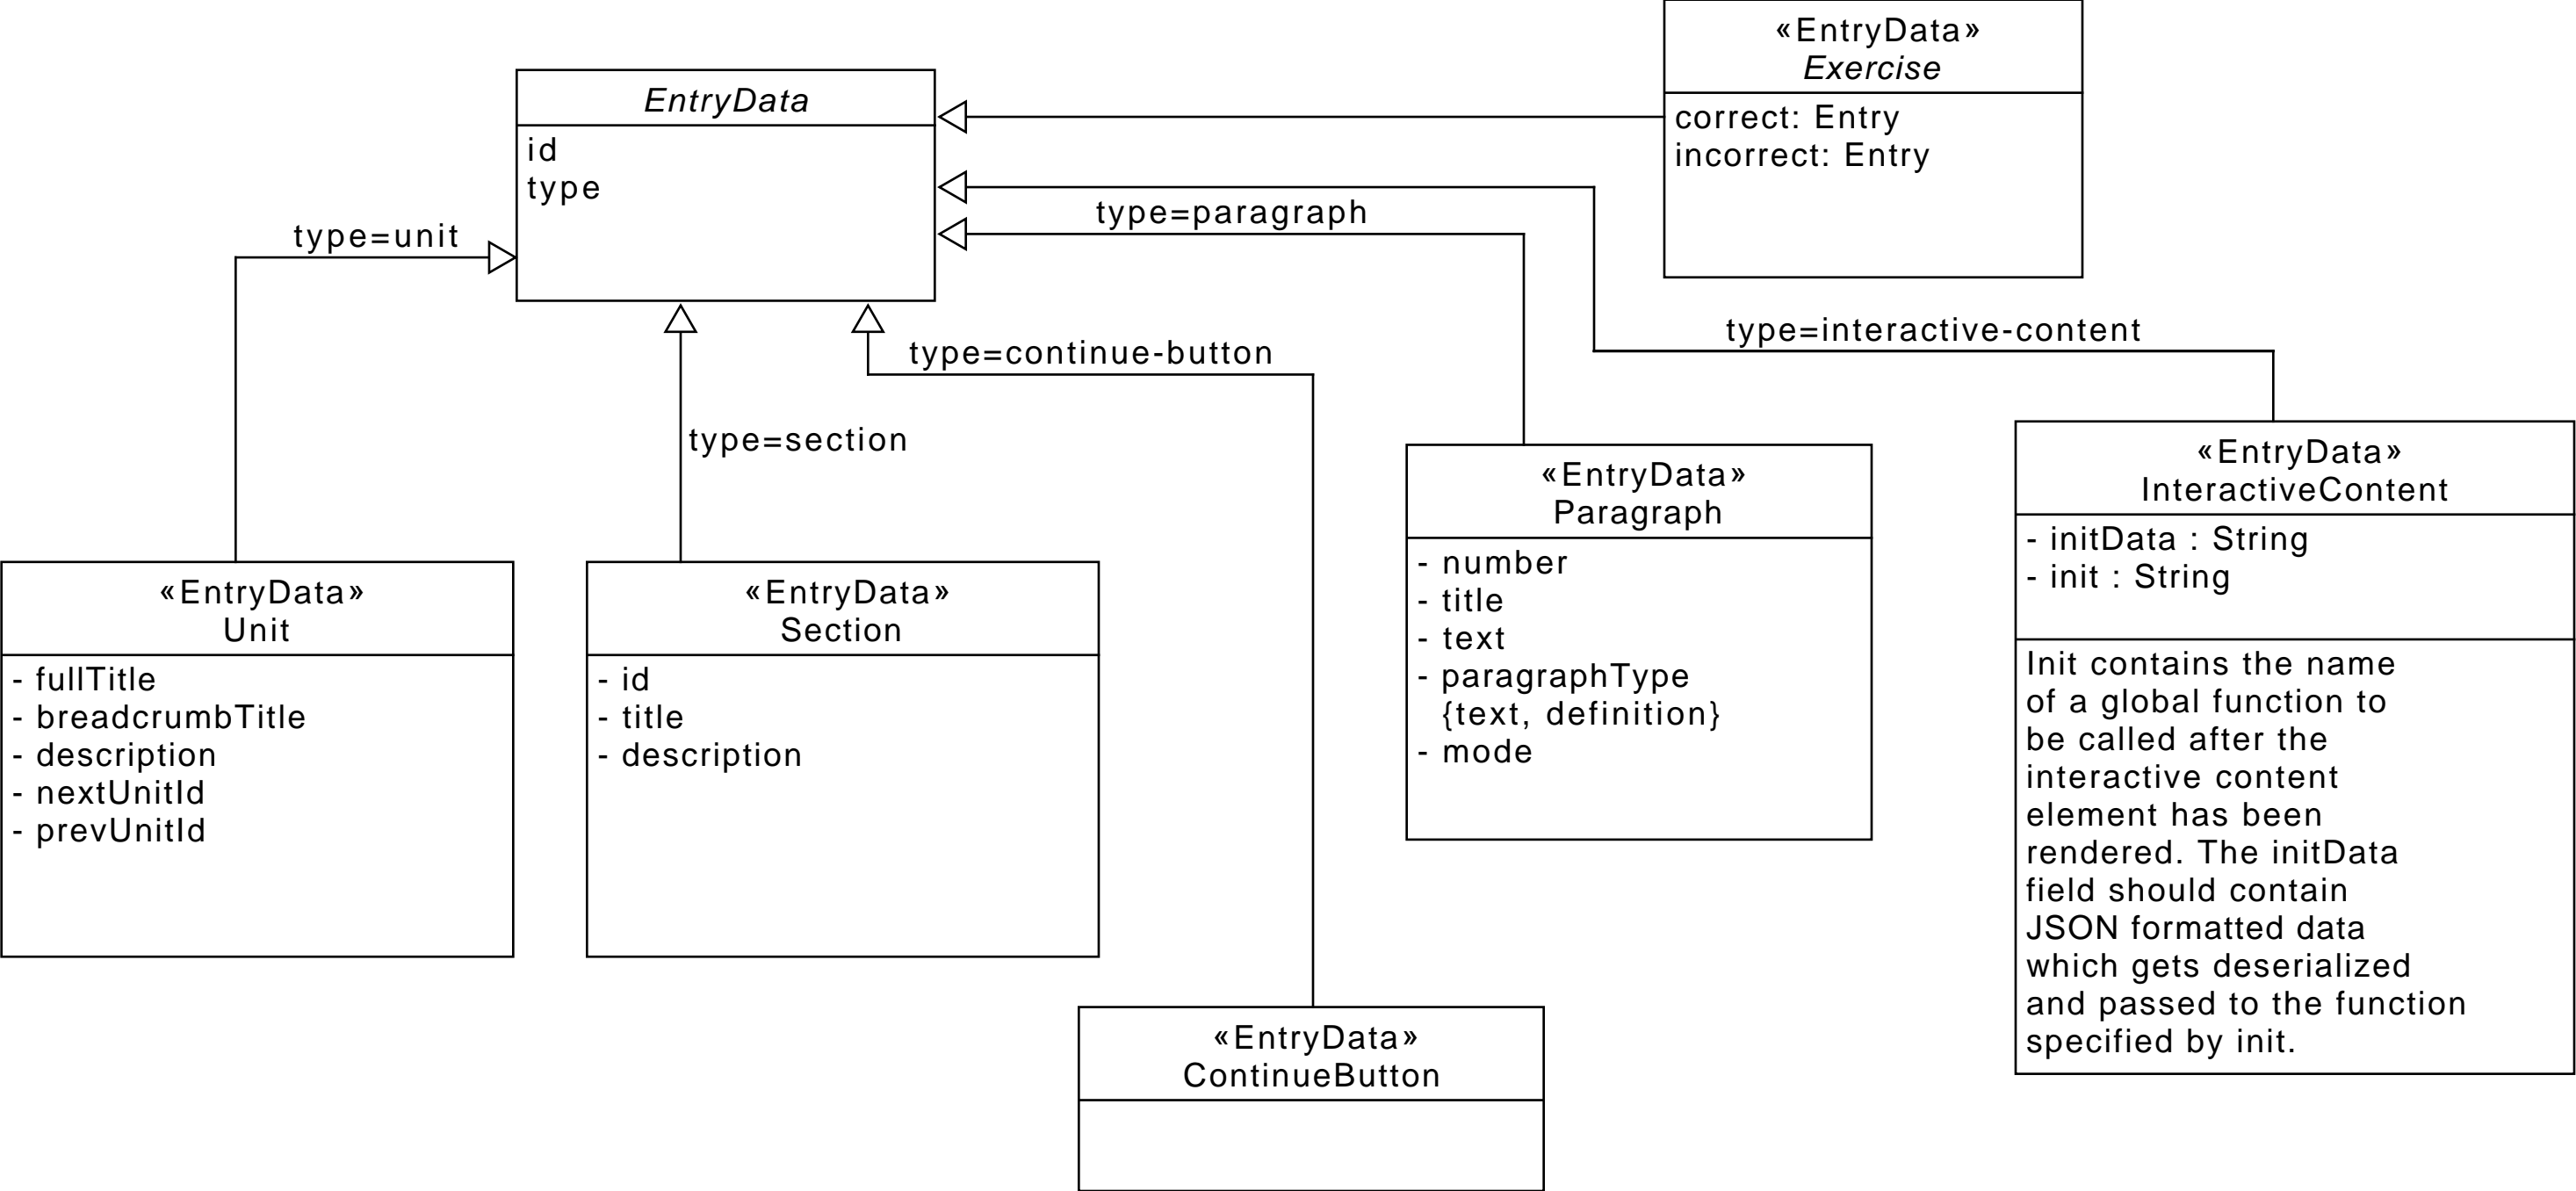 «EntryData»
Exercise
correct: Entry
incorrect: Entry
EntryData
id
type
type=unit
type=paragraph
type=interactive-content
type=continue-button
type=section
«EntryData»
Unit
- fullTitle
- breadcrumbTitle
- description
- nextUnitId
- prevUnitId
«EntryData»
Section
- id
- title
- description
«EntryData»
Paragraph
- number
- title
- text
- paragraphType
{text, definition}
- mode
«EntryData»
InteractiveContent
- initData : String
- init : String
Init contains the name
of a global function to
be called after the
interactive content
element has been
rendered. The initData
field should contain
JSON formatted data
which gets deserialized
and passed to the function
specified by init.
«EntryData»
ContinueButton